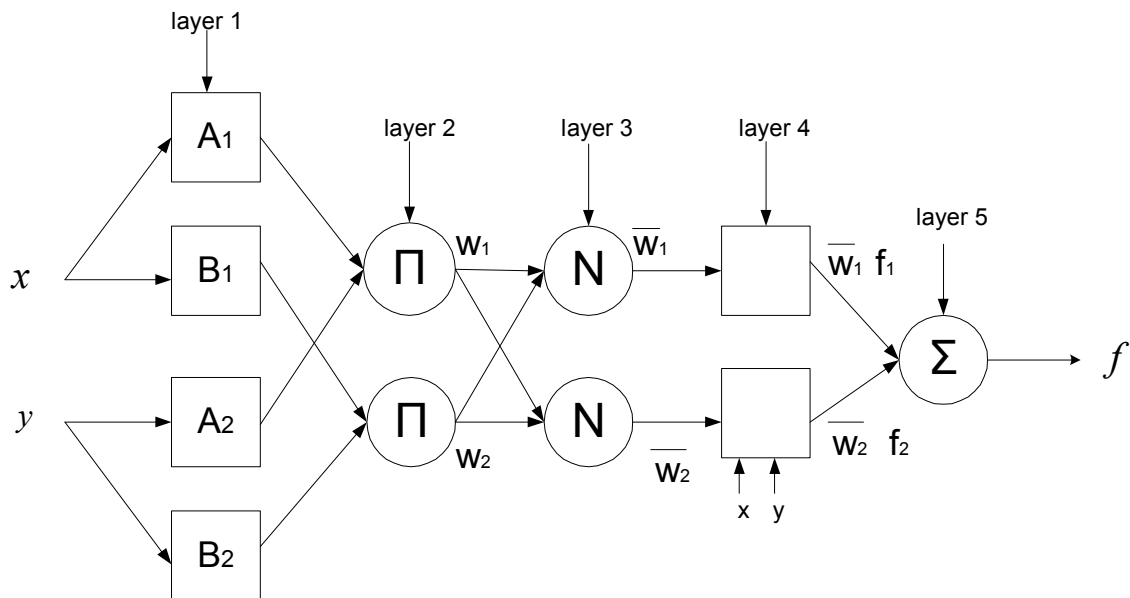 layer 1
A1
layer 2
layer 3
layer 4
layer 5
x
B1
Π
w1
N
w̅1
w̅1 f1
Σ
f
y
A2
Π
w2
N
w̅2
w̅2 f2
x y
B2